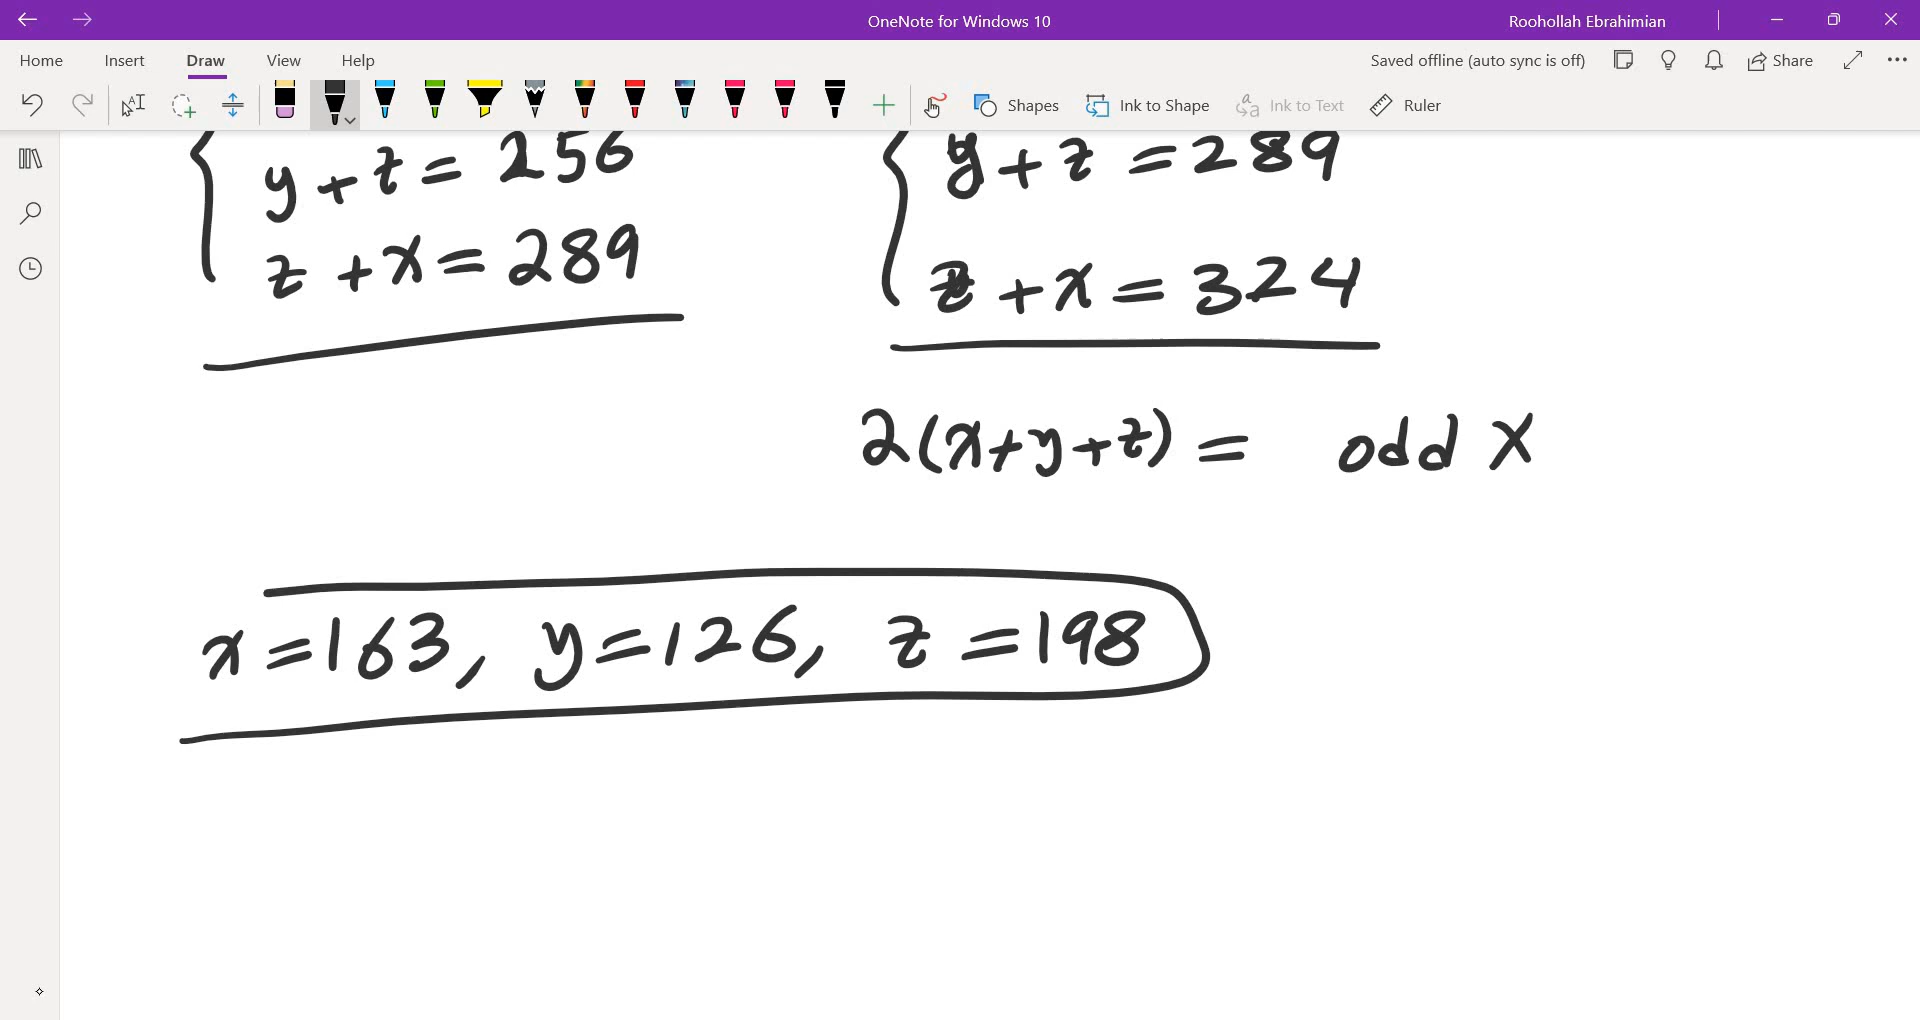 OneNote for Windows 10
Roohollah Ebrahimian
Home Insert Draw View Help
Saved offline (auto sync is off) Share
Shapes Ink to Shape Ink to Text Ruler
y + z = 256
z + x = 289
y + z = 289
z + x = 324
2(x+y+z) = odd X
x = 163, y = 126, z = 198